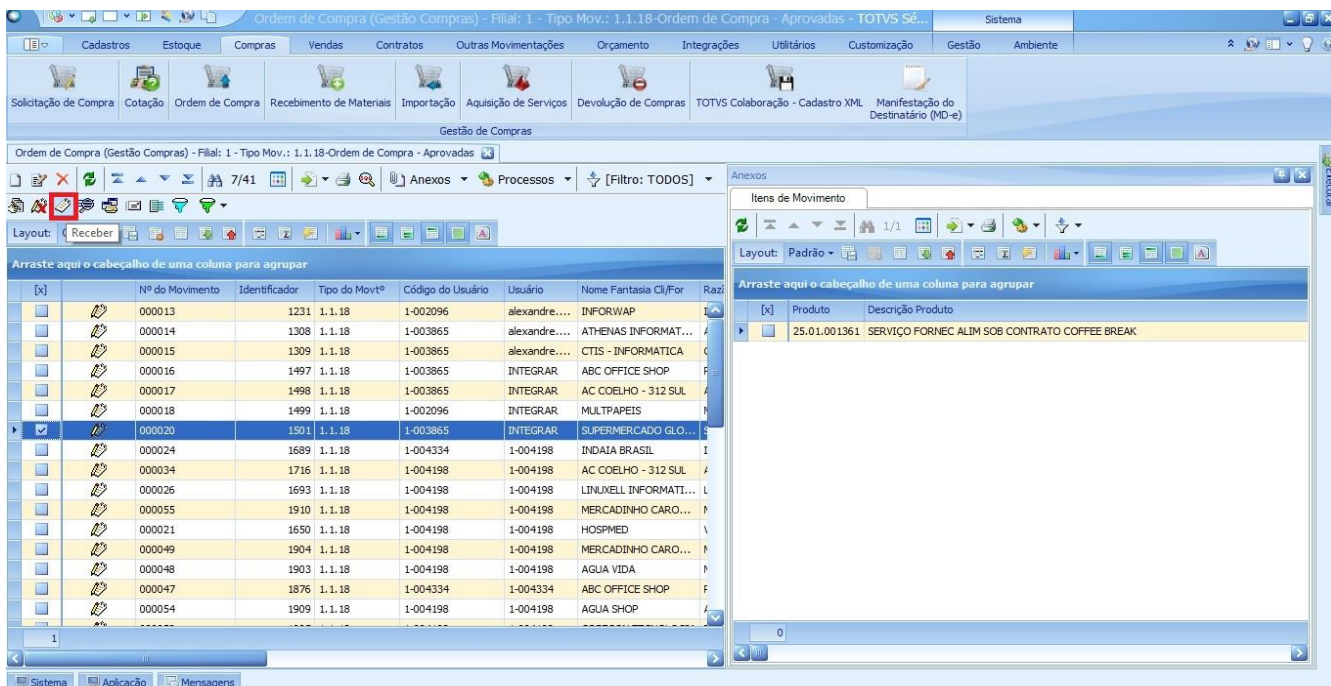 Ordem de Compra (Gestão Compras) - Filial: 1 - Tipo Mov.: 1.1.18-Ordem de Compra - Aprovadas - TOTVS Sé... Sistema
Cadastros Estoque Compras Vendas Contratos Outras Movimentações Orçamento Integrações Utilitários Customização Gestão Ambiente
Solicitação de Compra Cotação Ordem de Compra Recebimento de Materiais Importação Aquisição de Serviços Devolução de Compras TOTVS Colaboração - Cadastro XML Manifestação do
Destinatário (MD-e)
Gestão de Compras
Ordem de Compra (Gestão Compras) - Filial: 1 - Tipo Mov.: 1.1.18-Ordem de Compra - Aprovadas
Executar
7/41 Anexos Processos [Filtro: TODOS]
Layout: Receber
Arraste aqui o cabeçalho de uma coluna para agrupar
[x] Nº do Movimento Identificador Tipo do Movtº Código do Usuário Usuário Nome Fantasia Cli/For
000013 1231 1.1.18 1-002096 alexandre.... INFORWAP
000014 1308 1.1.18 1-003865 alexandre.... ATHENAS INFORMAT...
000015 1309 1.1.18 1-003865 alexandre.... CTIS - INFORMATICA
000016 1497 1.1.18 1-003865 INTEGRAR ABC OFFICE SHOP
000017 1498 1.1.18 1-003865 INTEGRAR AC COELHO - 312 SUL
000018 1499 1.1.18 1-002096 INTEGRAR MULTPAPEIS
000020 1501 1.1.18 1-003865 INTEGRAR SUPERMERCADO GLO...
000024 1689 1.1.18 1-004334 1-004198 INDAIA BRASIL
000034 1716 1.1.18 1-004198 1-004198 AC COELHO - 312 SUL
000026 1693 1.1.18 1-004198 1-004198 LINUXELL INFORMATI...
000055 1910 1.1.18 1-004198 1-004198 MERCADINHO CARO...
000021 1650 1.1.18 1-004198 1-004198 HOSPMED
000049 1904 1.1.18 1-004198 1-004198 MERCADINHO CARO...
000048 1903 1.1.18 1-004198 1-004198 AGUA VIDA
000047 1876 1.1.18 1-004334 1-004334 ABC OFFICE SHOP
000054 1909 1.1.18 1-004198 1-004198 AGUA SHOP
1
Anexos
Itens de Movimento
1/1
Layout: Padrão
Arraste aqui o cabeçalho de uma coluna para agrupar
[x] Produto Descrição Produto
25.01.001361 SERVIÇO FORNEC ALIM SOB CONTRATO COFFEE BREAK
0
Sistema Aplicação Mensagens